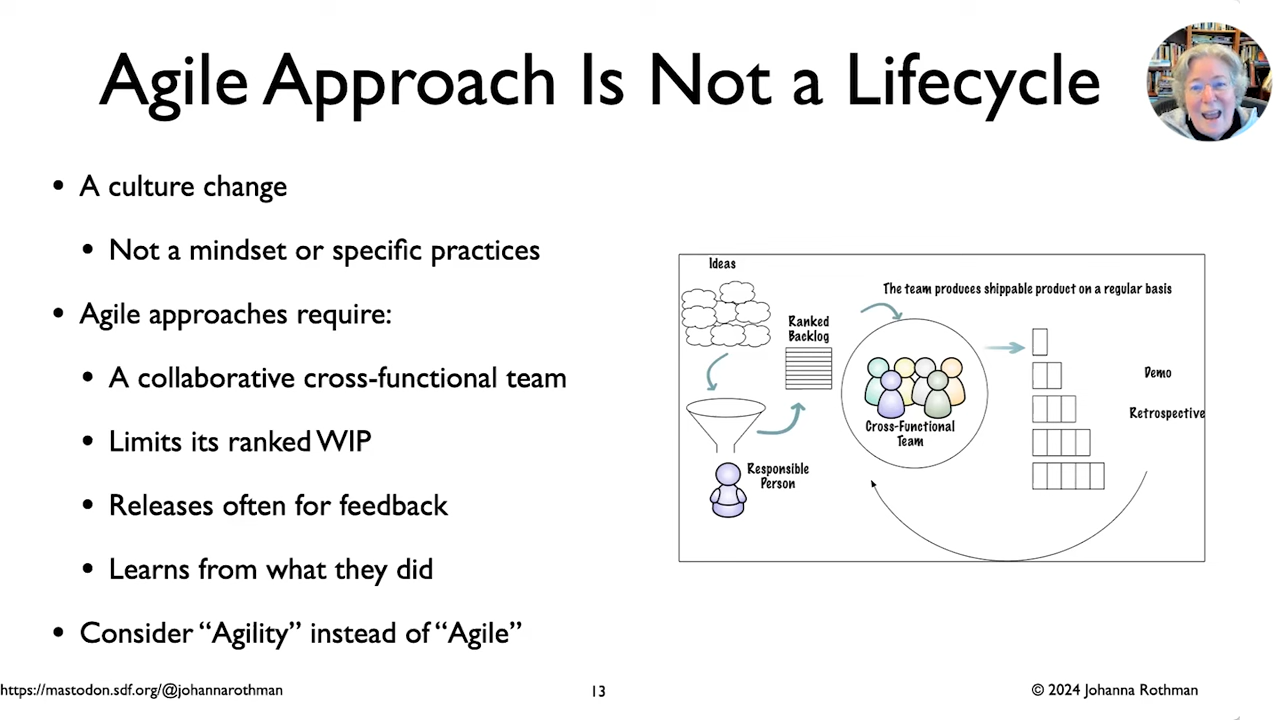 Agile Approach Is Not a Lifecycle
• A culture change
• Not a mindset or specific practices
• Agile approaches require:
• A collaborative cross-functional team
• Limits its ranked WIP
• Releases often for feedback
• Learns from what they did
• Consider “Agility” instead of “Agile”
Ideas
The team produces shippable product on a regular basis
Ranked
Backlog
Cross-Functional
Team
Responsible
Person
Demo
Retrospective
https://mastodon.sdf.org/@johannarothman
13
© 2024 Johanna Rothman